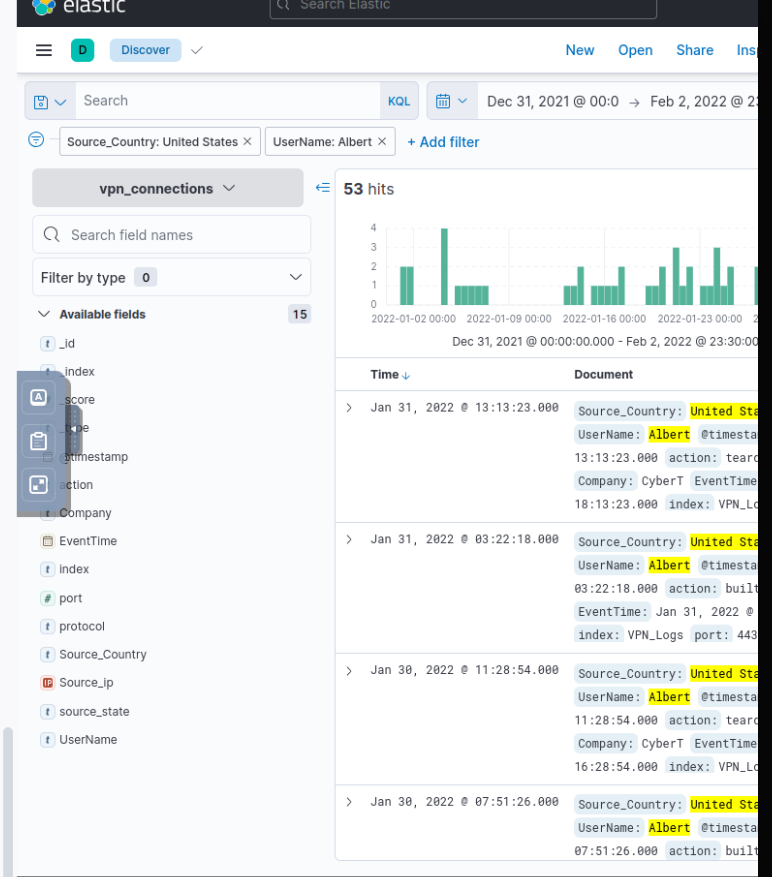 elastic
Search Elastic
D Discover New Open Share Insp
Search KQL Dec 31, 2021 @ 00:0 → Feb 2, 2022 @ 23
Source_Country: United States × UserName: Albert × + Add filter
vpn_connections
Search field names
Filter by type 0
Available fields 15
t _id
t _index
_score
_type
@timestamp
action
t Company
EventTime
t index
# port
t protocol
t Source_Country
IP Source_ip
t source_state
t UserName
A
53 hits
4
3
2
1
0
2022-01-02 00:00 2022-01-09 00:00 2022-01-16 00:00 2022-01-23 00:00 2
Dec 31, 2021 @ 00:00:00.000 - Feb 2, 2022 @ 23:30:00
Time ↓ Document
Jan 31, 2022 @ 13:13:23.000 Source_Country: United Sta
UserName: Albert @timesta
13:13:23.000 action: tear
Company: CyberT EventTime
18:13:23.000 index: VPN_Lo
Jan 31, 2022 @ 03:22:18.000 Source_Country: United Sta
UserName: Albert @timesta
03:22:18.000 action: built
EventTime: Jan 31, 2022 @
index: VPN_Logs port: 443
Jan 30, 2022 @ 11:28:54.000 Source_Country: United Sta
UserName: Albert @timesta
11:28:54.000 action: tear
Company: CyberT EventTime
16:28:54.000 index: VPN_Lo
Jan 30, 2022 @ 07:51:26.000 Source_Country: United Sta
UserName: Albert @timesta
07:51:26.000 action: built